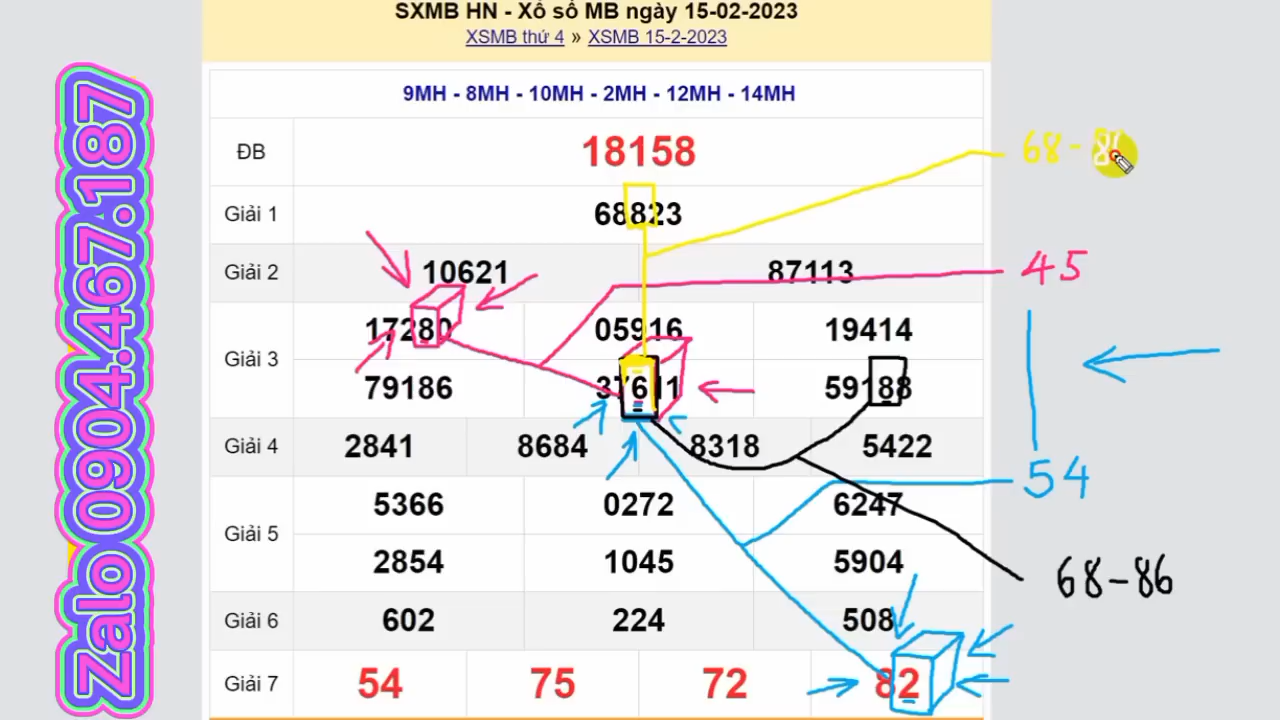 SXMB HN - Xổ số MB ngày 15-02-2023
XSMB thứ 4 » XSMB 15-2-2023
9MH - 8MH - 10MH - 2MH - 12MH - 14MH
ĐB 18158
Giải 1 68823
Giải 2 10621 87113
Giải 3 17280 05916 19414
79186 37611 59188
Giải 4 2841 8684 8318 5422
Giải 5 5366 0272 6247
2854 1045 5904
Giải 6 602 224 508
Giải 7 54 75 72 82
68-
45
54
68-86
Zalo 0904.467.187